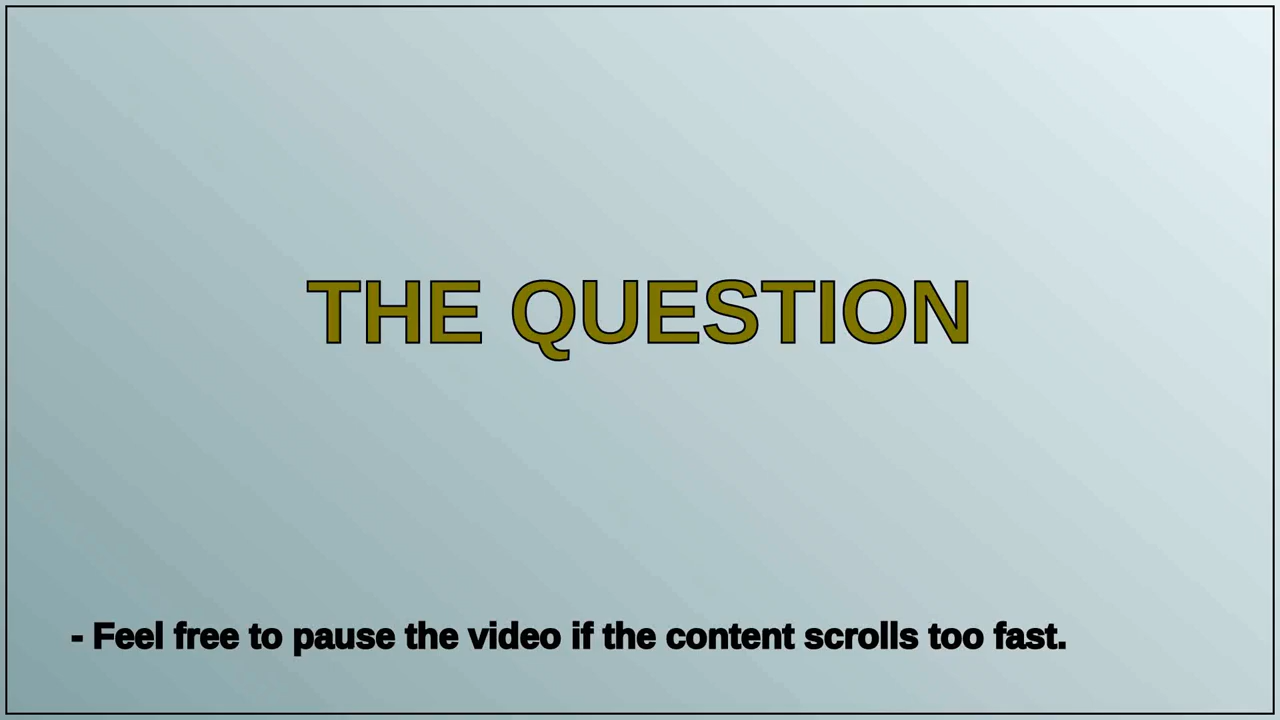 THE QUESTION
- Feel free to pause the video if the content scrolls too fast.